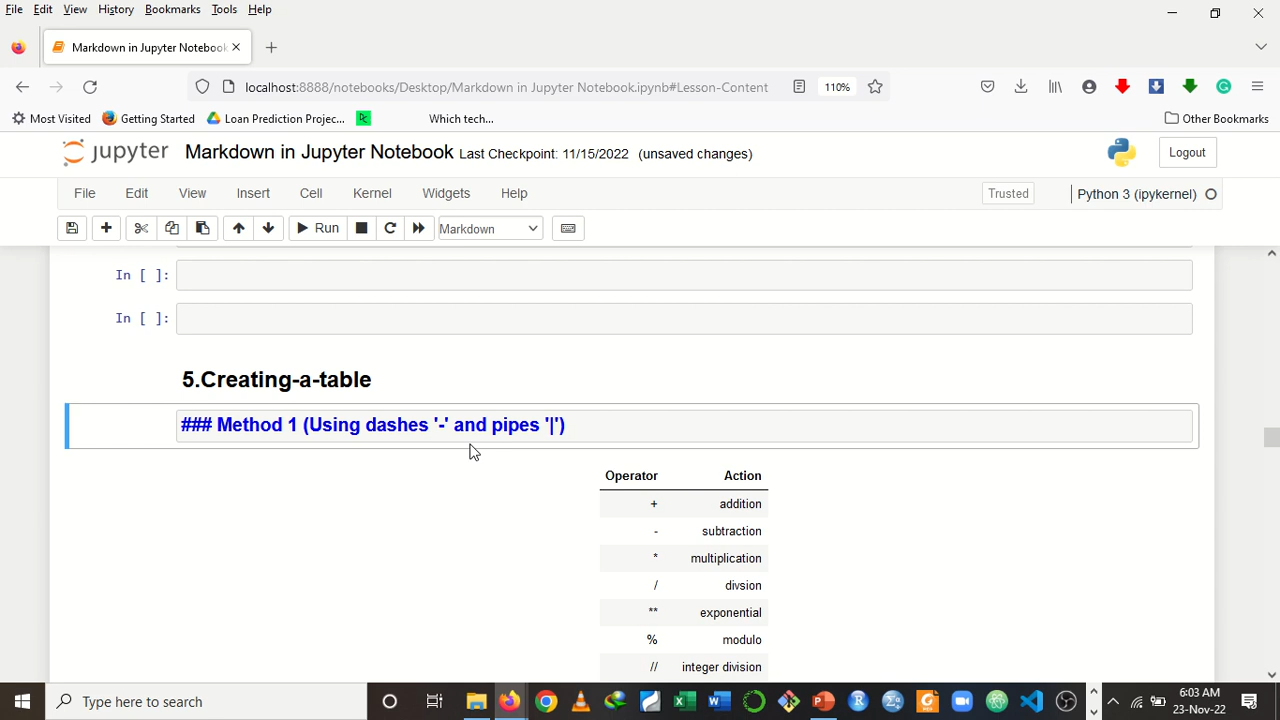 File Edit View History Bookmarks Tools Help
Markdown in Jupyter Notebook
localhost:8888/notebooks/Desktop/Markdown in Jupyter Notebook.ipynb#Lesson-Content 110%
Most Visited Getting Started Loan Prediction Projec... Which tech... Other Bookmarks
jupyter Markdown in Jupyter Notebook Last Checkpoint: 11/15/2022 (unsaved changes) Logout
File Edit View Insert Cell Kernel Widgets Help Trusted Python 3 (ipykernel)
Run Markdown
In [ ]:
In [ ]:
5.Creating-a-table
### Method 1 (Using dashes '-' and pipes '|')
Operator Action
+ addition
- subtraction
* multiplication
/ divsion
** exponential
% modulo
// integer division
Type here to search
6:03 AM
23-Nov-22